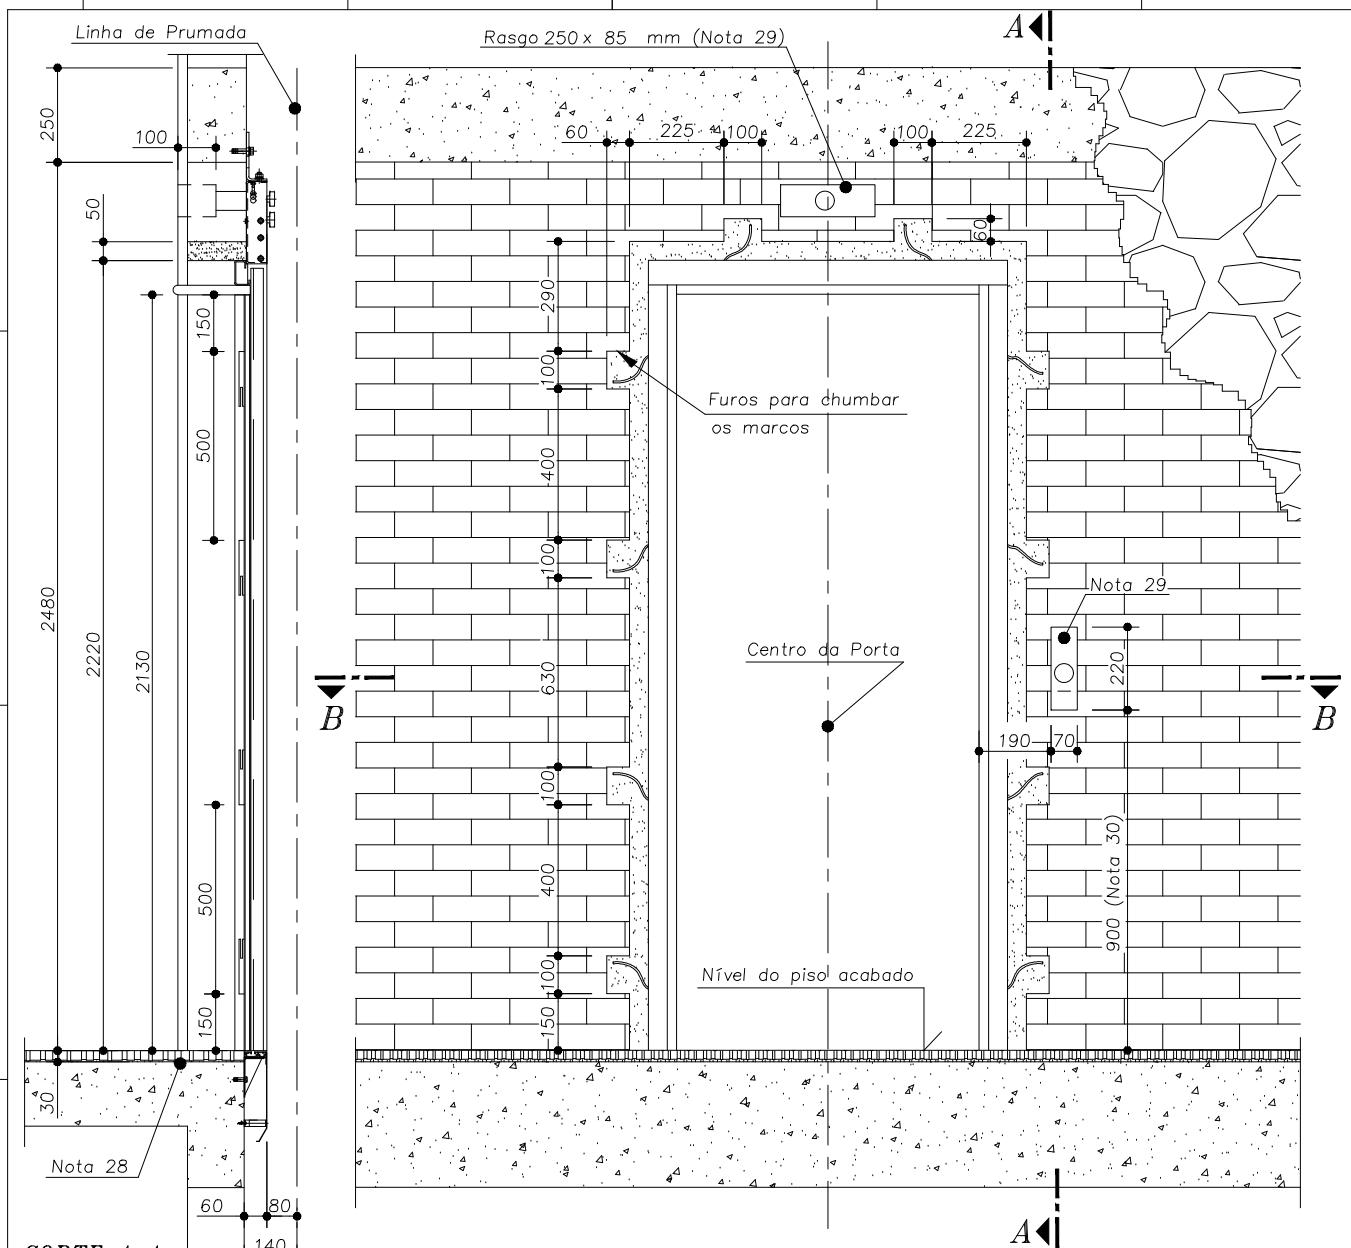 Linha de Prumada
Rasgo 250 x 85 mm (Nota 29)
A
250
100
60
225
100
100
225
50
60
290
150
100
Furos para chumbar
os marcos
500
400
100
2480
2220
2130
Nota 29
Centro da Porta
630
220
B
B
190
70
100
900 (Nota 30)
500
400
Nível do piso acabado
100
150
150
30
Nota 28
60
80
140
A